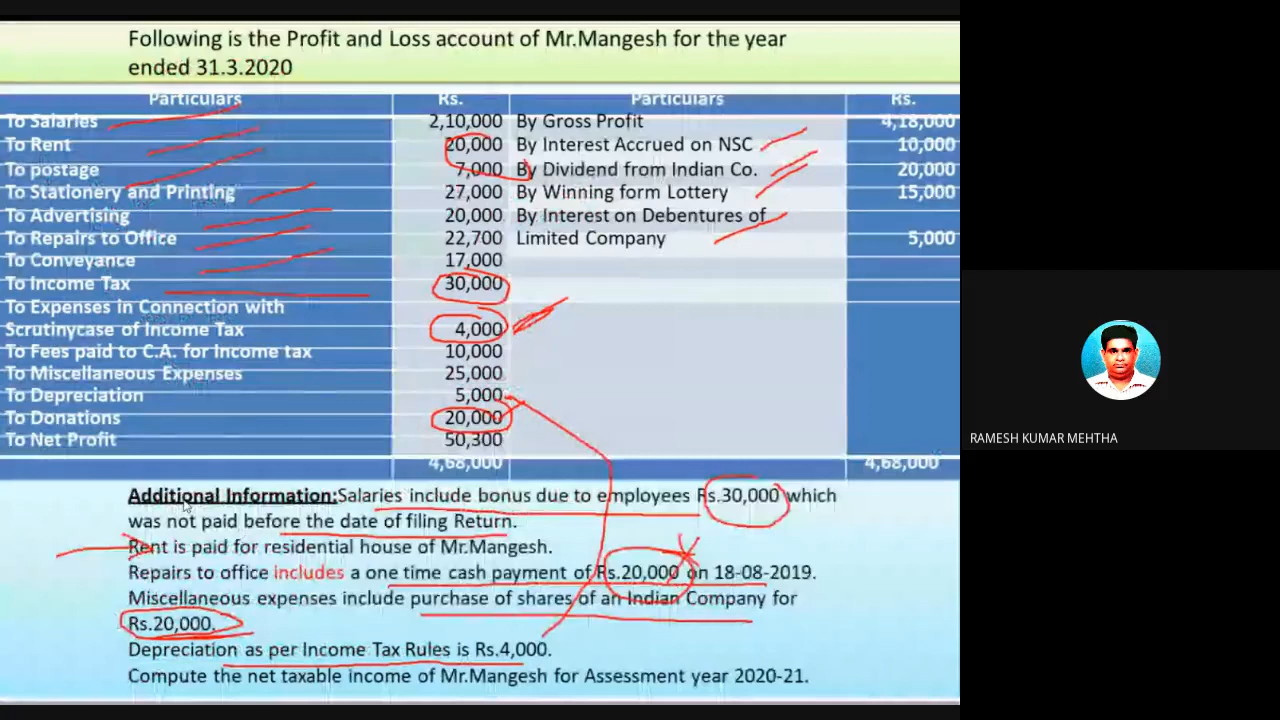 Following is the Profit and Loss account of Mr.Mangesh for the year
ended 31.3.2020
Particulars Rs. Particulars Rs.
To Salaries 2,10,000 By Gross Profit 4,18,000
To Rent 20,000 By Interest Accrued on NSC 10,000
To postage 7,000 By Dividend from Indian Co. 20,000
To Stationery and Printing 27,000 By Winning form Lottery 15,000
To Advertising 20,000 By Interest on Debentures of
To Repairs to Office 22,700 Limited Company 5,000
To Conveyance 17,000
To Income Tax 30,000
To Expenses in Connection with
Scrutinycase of Income Tax 4,000
To Fees paid to C.A. for Income tax 10,000
To Miscellaneous Expenses 25,000
To Depreciation 5,000
To Donations 20,000
To Net Profit 50,300
4,68,000 4,68,000
Additional Information:Salaries include bonus due to employees Rs.30,000 which
was not paid before the date of filing Return.
Rent is paid for residential house of Mr.Mangesh.
Repairs to office includes a one time cash payment of Rs.20,000 on 18-08-2019.
Miscellaneous expenses include purchase of shares of an Indian Company for
Rs.20,000.
Depreciation as per Income Tax Rules is Rs.4,000.
Compute the net taxable income of Mr.Mangesh for Assessment year 2020-21.
RAMESH KUMAR MEHTHA